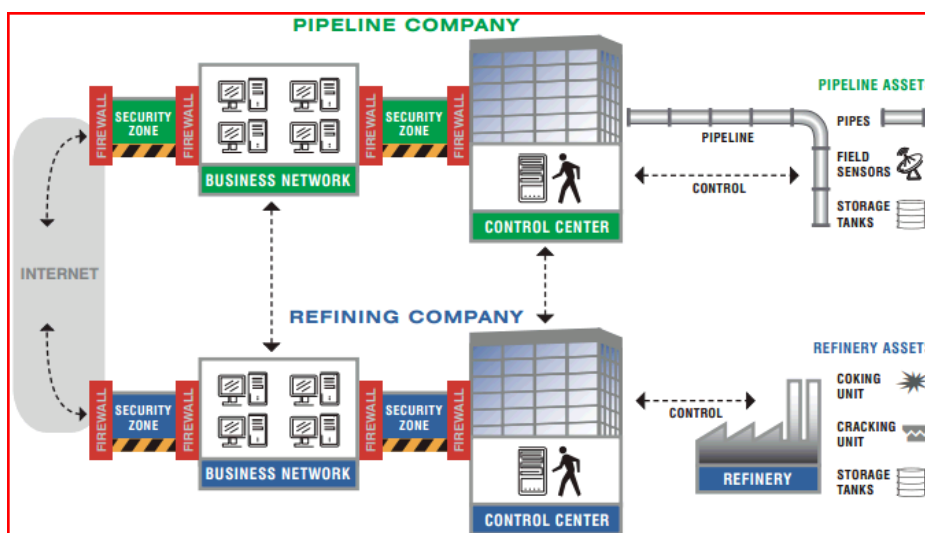 PIPELINE COMPANY
FIREWALL
SECURITY
ZONE
FIREWALL
BUSINESS NETWORK
FIREWALL
SECURITY
ZONE
FIREWALL
CONTROL CENTER
PIPELINE
CONTROL
PIPELINE ASSET
PIPES
FIELD
SENSORS
STORAGE
TANKS
INTERNET
REFINING COMPANY
FIREWALL
SECURITY
ZONE
FIREWALL
BUSINESS NETWORK
FIREWALL
SECURITY
ZONE
FIREWALL
CONTROL CENTER
CONTROL
REFINERY
REFINERY ASSET
COKING
UNIT
CRACKING
UNIT
STORAGE
TANKS